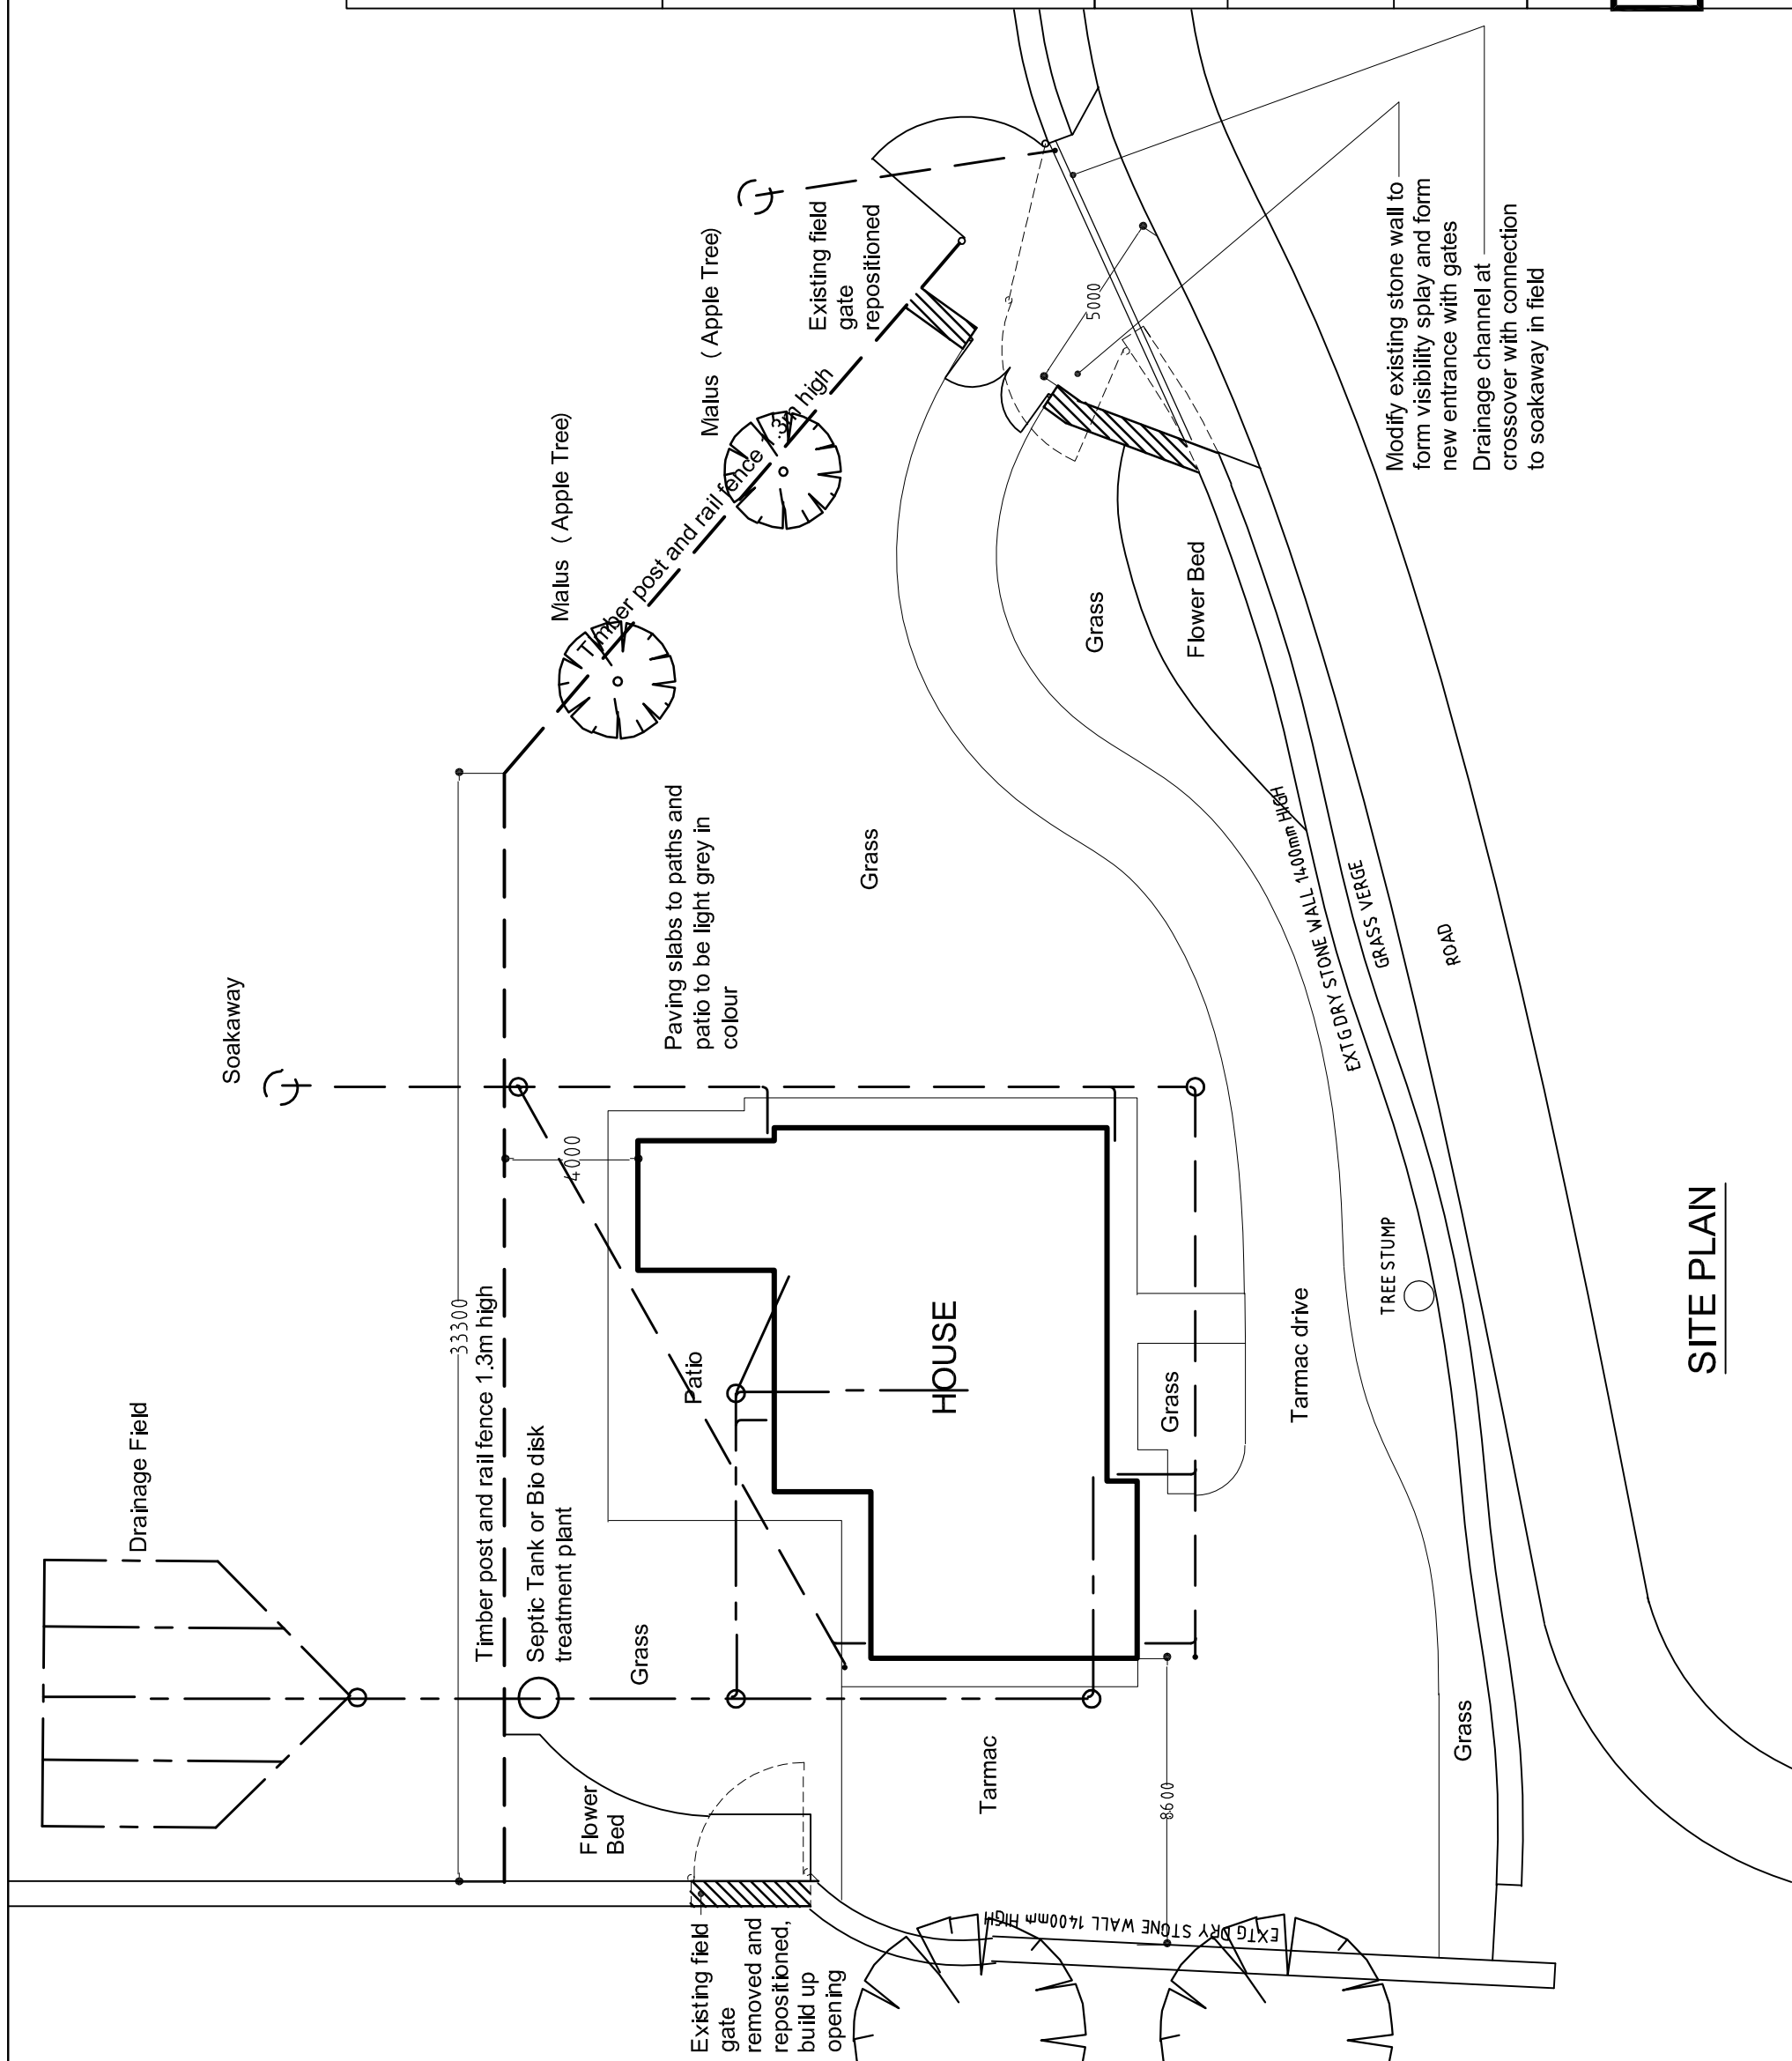 Drainage Field
Soakaway
33300
Timber post and rail fence 1.3m high
Septic Tank or Bio disk
treatment plant
4000
Malus ( Apple Tree)
Timber post and rail fence 1.3m high
Malus ( Apple Tree)
Existing field
gate
repositioned
Paving slabs to paths and
patio to be light grey in
colour
Grass
Flower
Bed
Grass
Patio
Existing field
gate
removed and
repositioned,
build up
opening
HOUSE
Tarmac
Grass
8600
Grass
Flower Bed
5000
Tarmac drive
EXTG DRY STONE WALL 1400mm HIGH
EXTG DRY STONE WALL 1400mm HIGH
GRASS VERGE
ROAD
TREE STUMP
Grass
Modify existing stone wall to
form visibility splay and form
new entrance with gates
Drainage channel at
crossover with connection
to soakaway in field
SITE PLAN